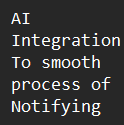 AI
Integration
To smooth
process of
Notifying